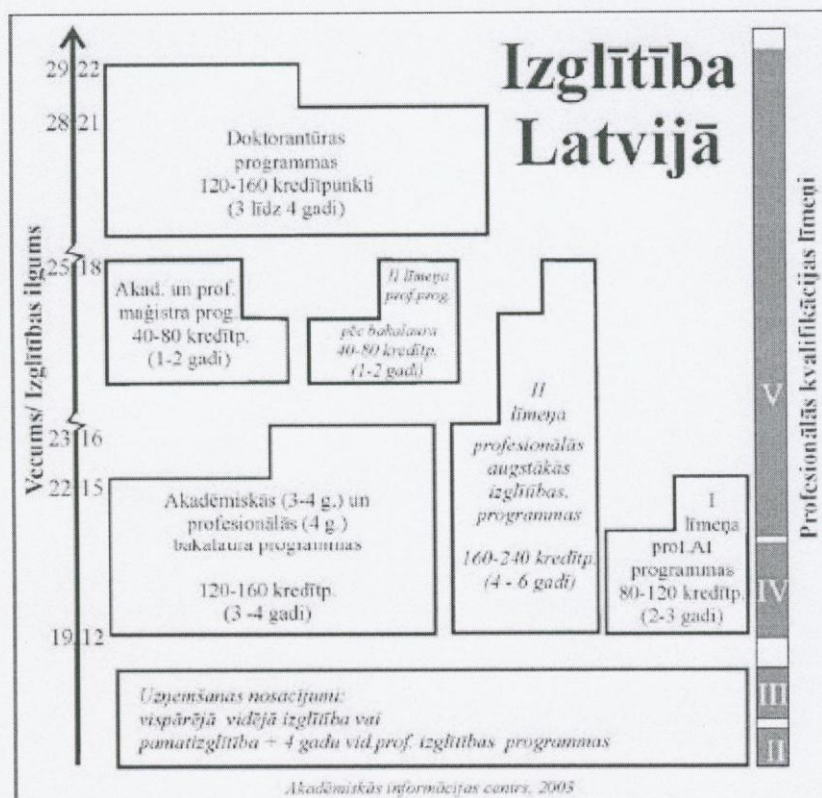 Izglītība
Latvijā
Vecums/ Izglītības ilgums
29 22
28 21
25 18
23 16
22 15
19 12
Doktorantūras
programmas
120-160 kredītpunkti
(3 līdz 4 gadi)
Akad. un prof.
maģistra prog.
40-80 kredītp.
(1-2 gadi)
II līmeņa
prof.prog.
pēc bakalaura
40-80 kredītp.
(1-2 gadi)
II
līmeņa
profesionālās
augstākās
izglītības,
programmas
160-240 kredītp.
(4 - 6 gadi)
Akadēmiskās (3-4 g.) un
profesionālās (4 g.)
bakalaura programmas
120-160 kredītp.
(3 -4 gadi)
I
līmeņa
prof.AI
programmas
80-120 kredītp.
(2-3 gadi)
Uzņemšanas nosacījumi:
vispārējā vidējā izglītība vai
pamatizglītība + 4 gadu vid.prof. izglītības programmas
Akadēmiskās informācijas centrs, 2003
V
IV
III
II
Profesionālās kvalifikācijas līmeņi